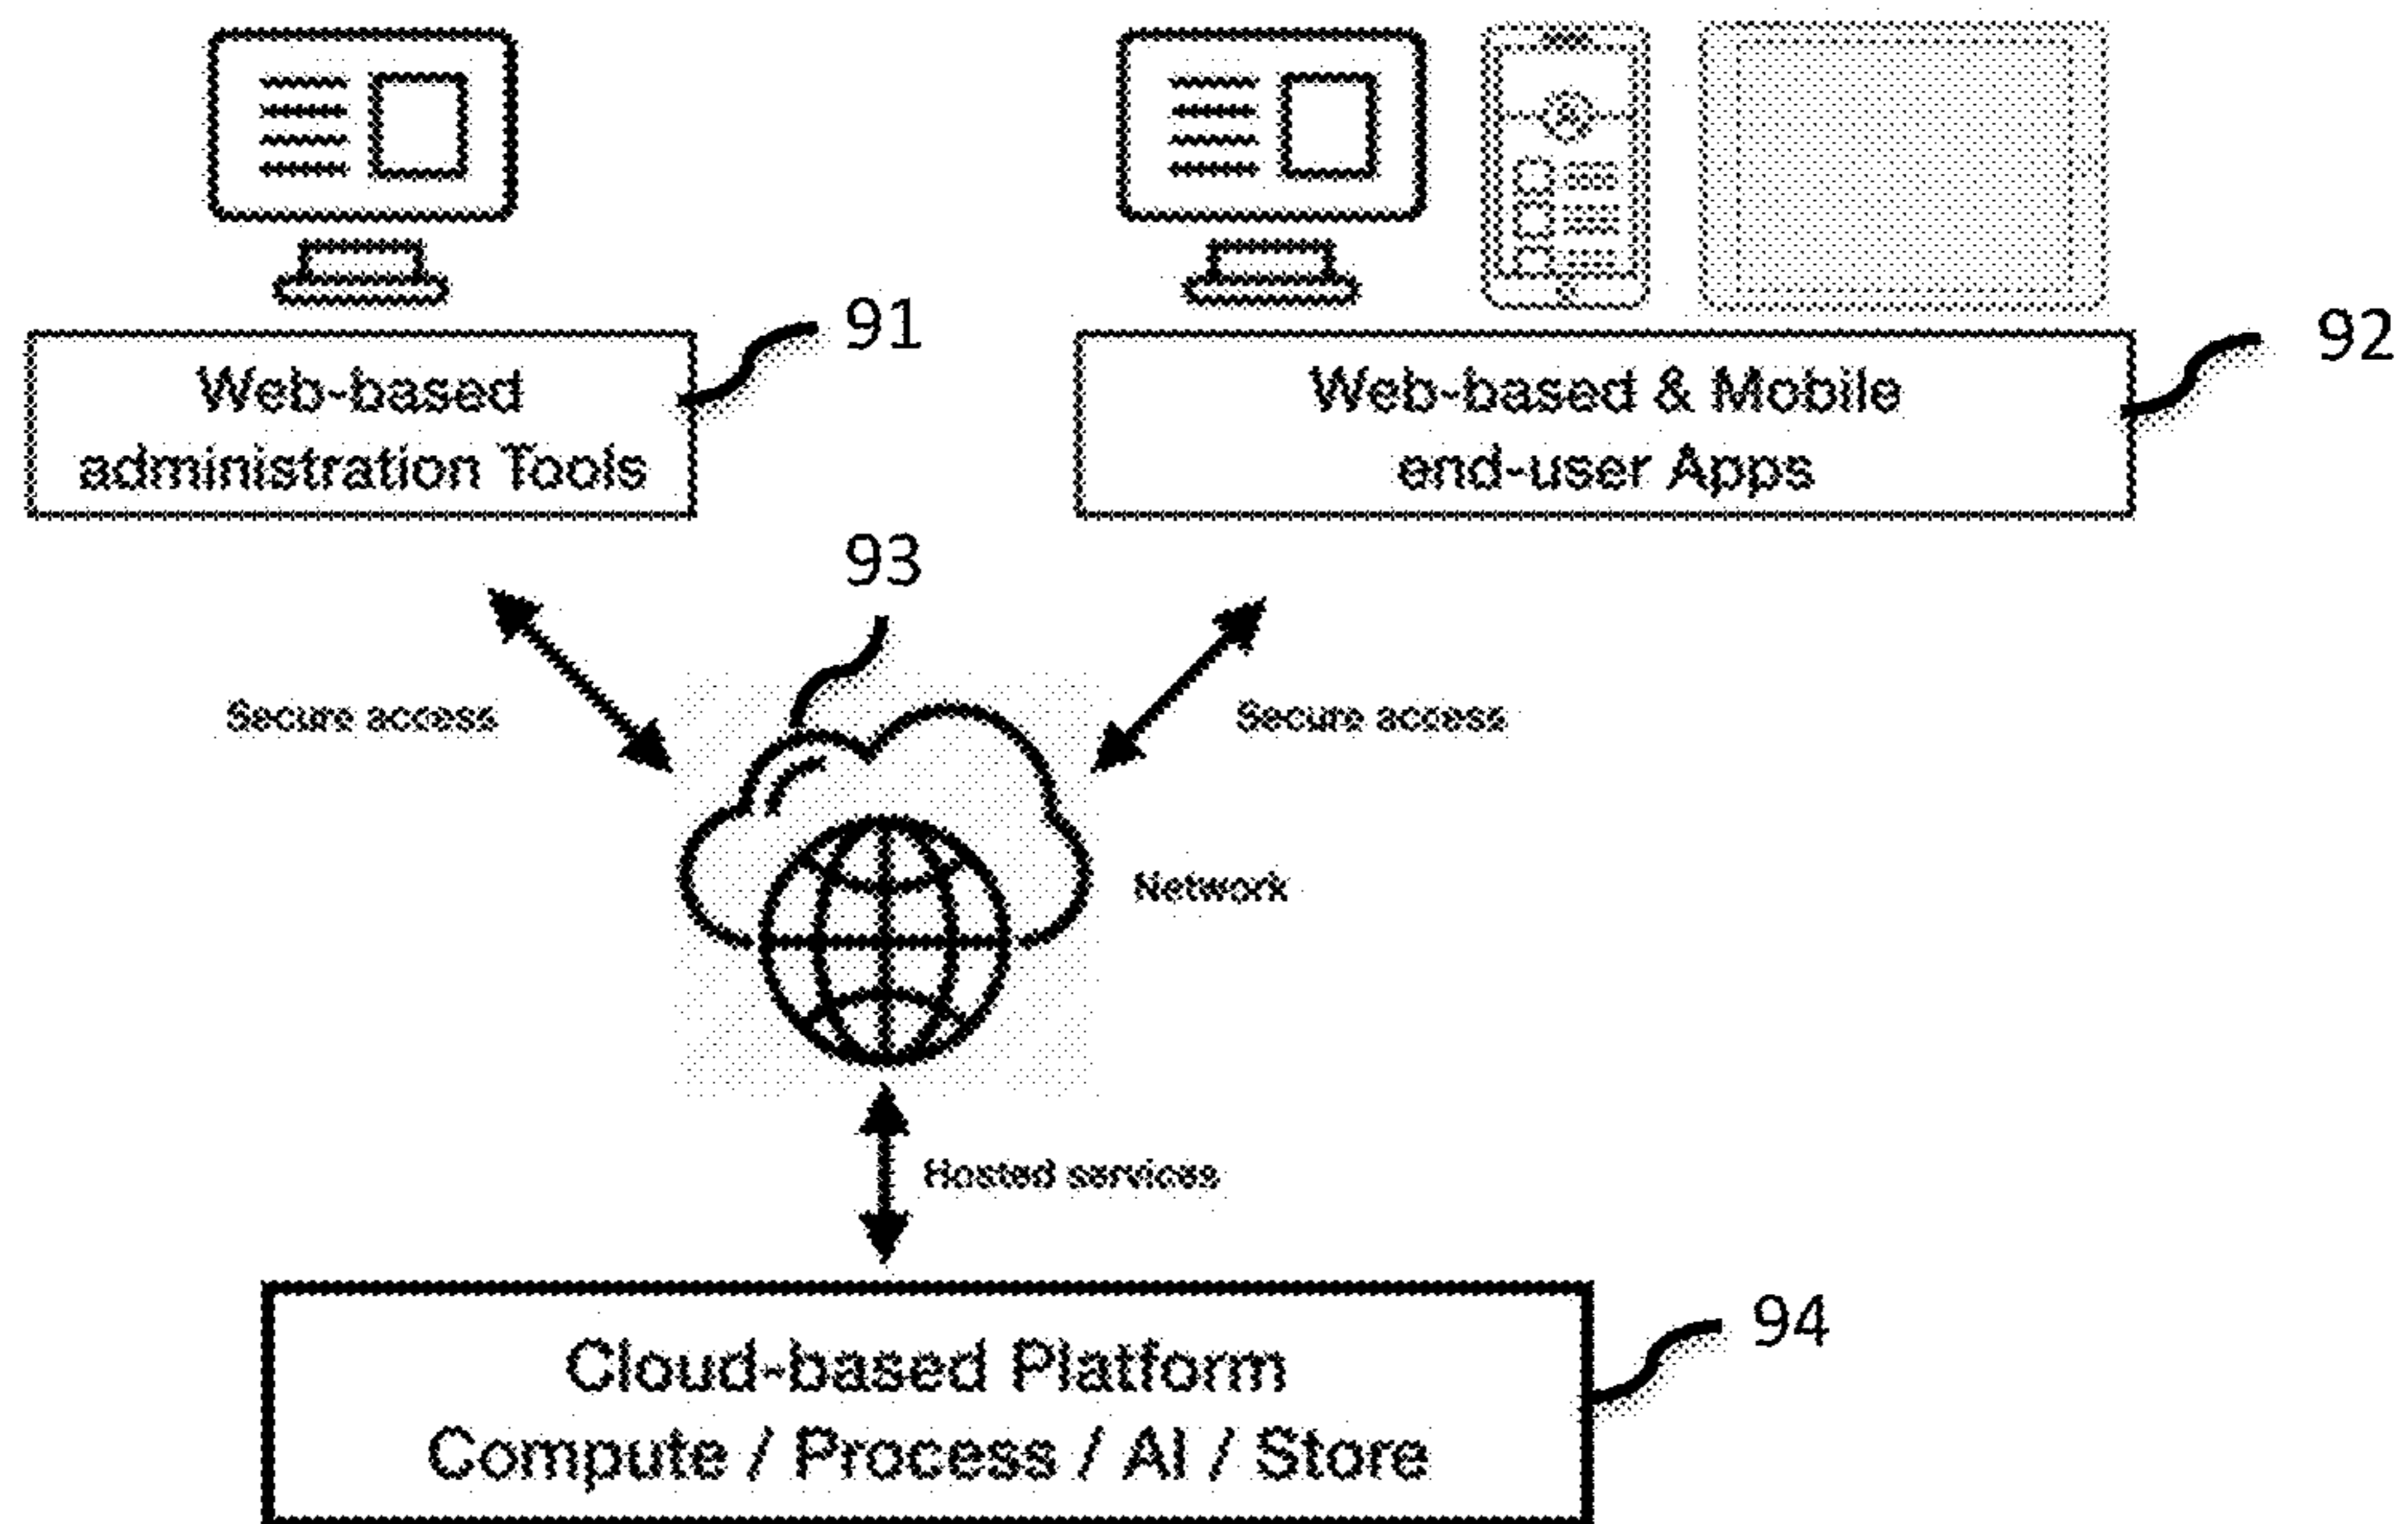 91
92
Web-based
administration Tools
Web-based & Mobile
end-user Apps
93
Secure access
Secure access
Network
Hosted services
94
Cloud-based Platform
Compute / Process / AI / Store